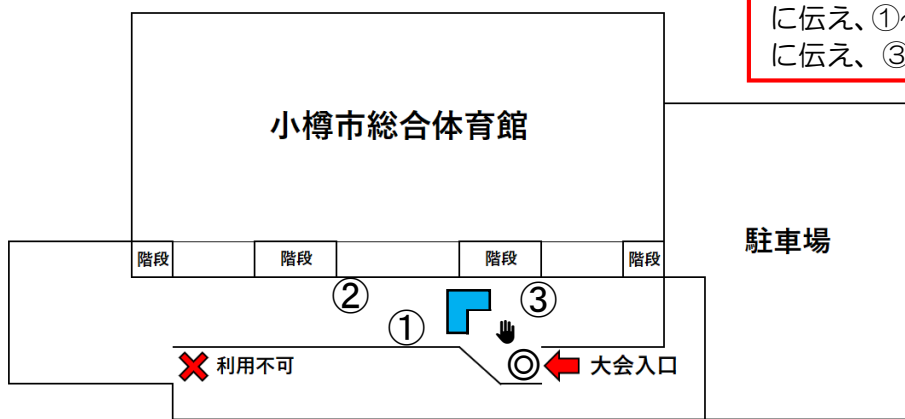 に伝え、①へ
に伝え、③
小樽市総合体育館
駐車場
階段
階段
階段
階段
②
③
①
利用不可
◎
大会入口